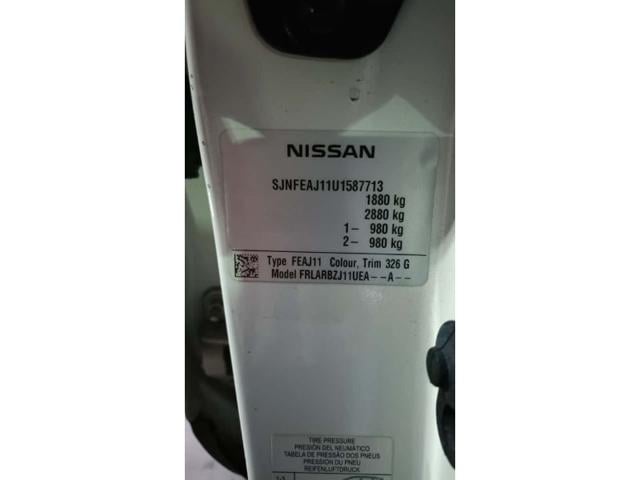 NISSAN
SJNFEAJ11U1587713
1880 kg
2880 kg
1- 980 kg
2- 980 kg
Type FEAJ11 Colour, Trim 326 G
Model FRLARBZJ11UEA--A--
TIRE PRESSURE
PRESIÓN DEL NEUMÁTICO
TABELA DE PRESSÃO DOS PNEUS
PRESSION DU PNEU
REIFENLUFTDRUCK